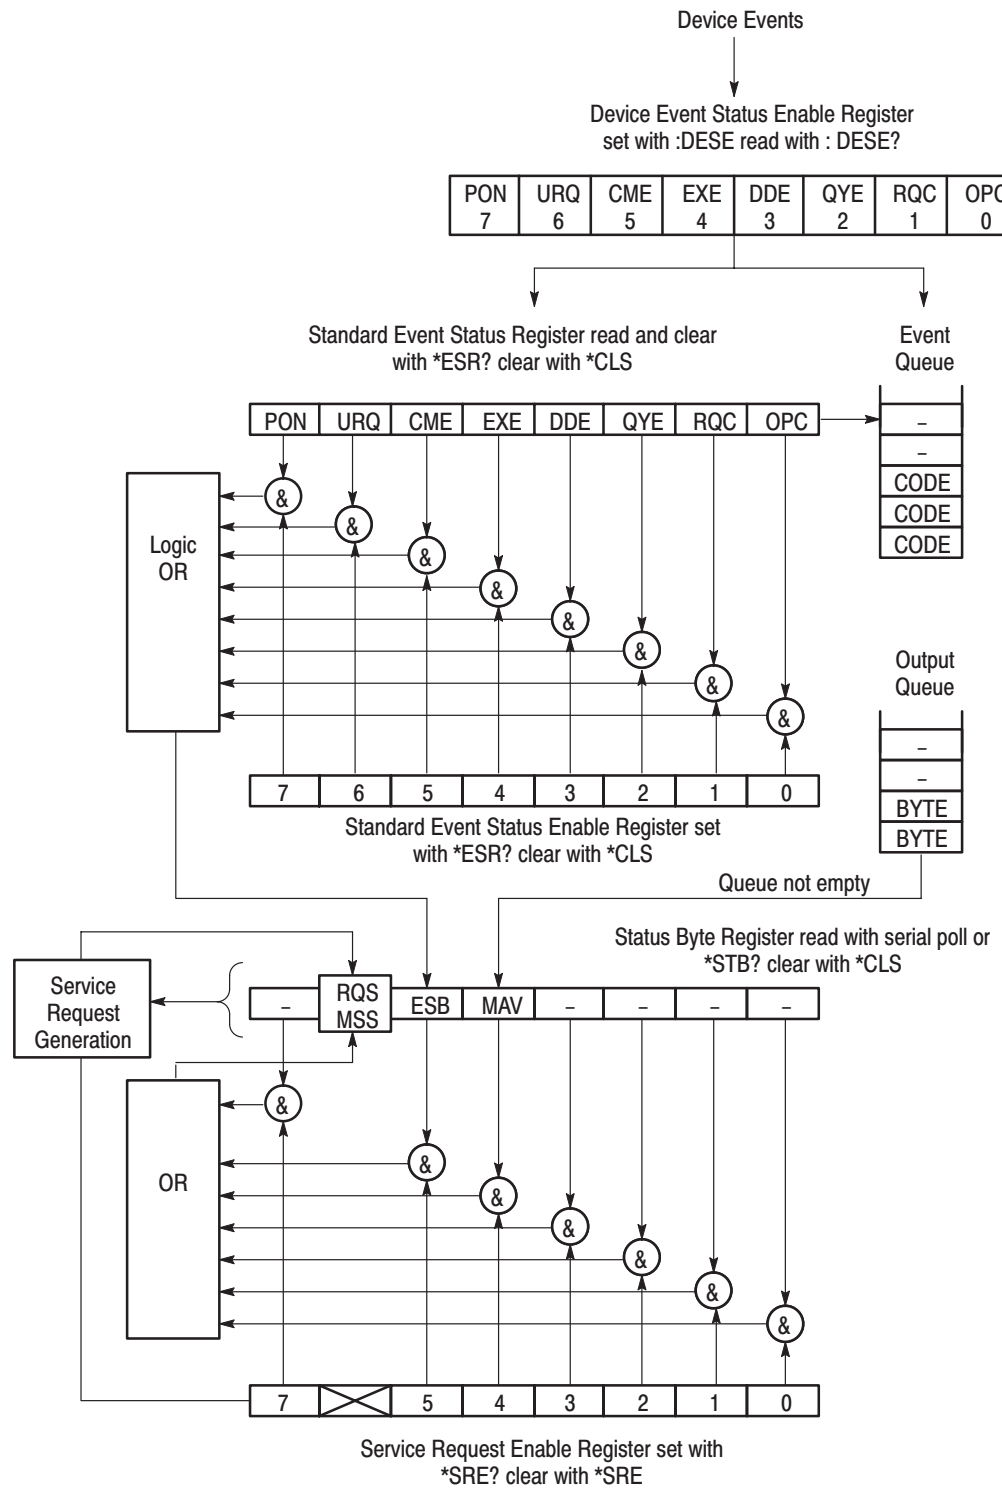 Device Events
Device Event Status Enable Register
set with :DESE read with : DESE?
PON URQ CME EXE DDE QYE RQC OPC
7 6 5 4 3 2 1 0
Standard Event Status Register read and clear
with *ESR? clear with *CLS
Event
Queue
PON URQ CME EXE DDE QYE RQC OPC
–
–
CODE
CODE
CODE
&
&
&
&
&
&
&
&
Logic
OR
Output
Queue
–
–
BYTE
BYTE
7 6 5 4 3 2 1 0
Standard Event Status Enable Register set
with *ESR? clear with *CLS
Queue not empty
Status Byte Register read with serial poll or
*STB? clear with *CLS
Service
Request
Generation
– RQS MSS ESB MAV – – – –
&
&
&
&
&
&
&
OR
7 5 4 3 2 1 0
Service Request Enable Register set with
*SRE? clear with *SRE